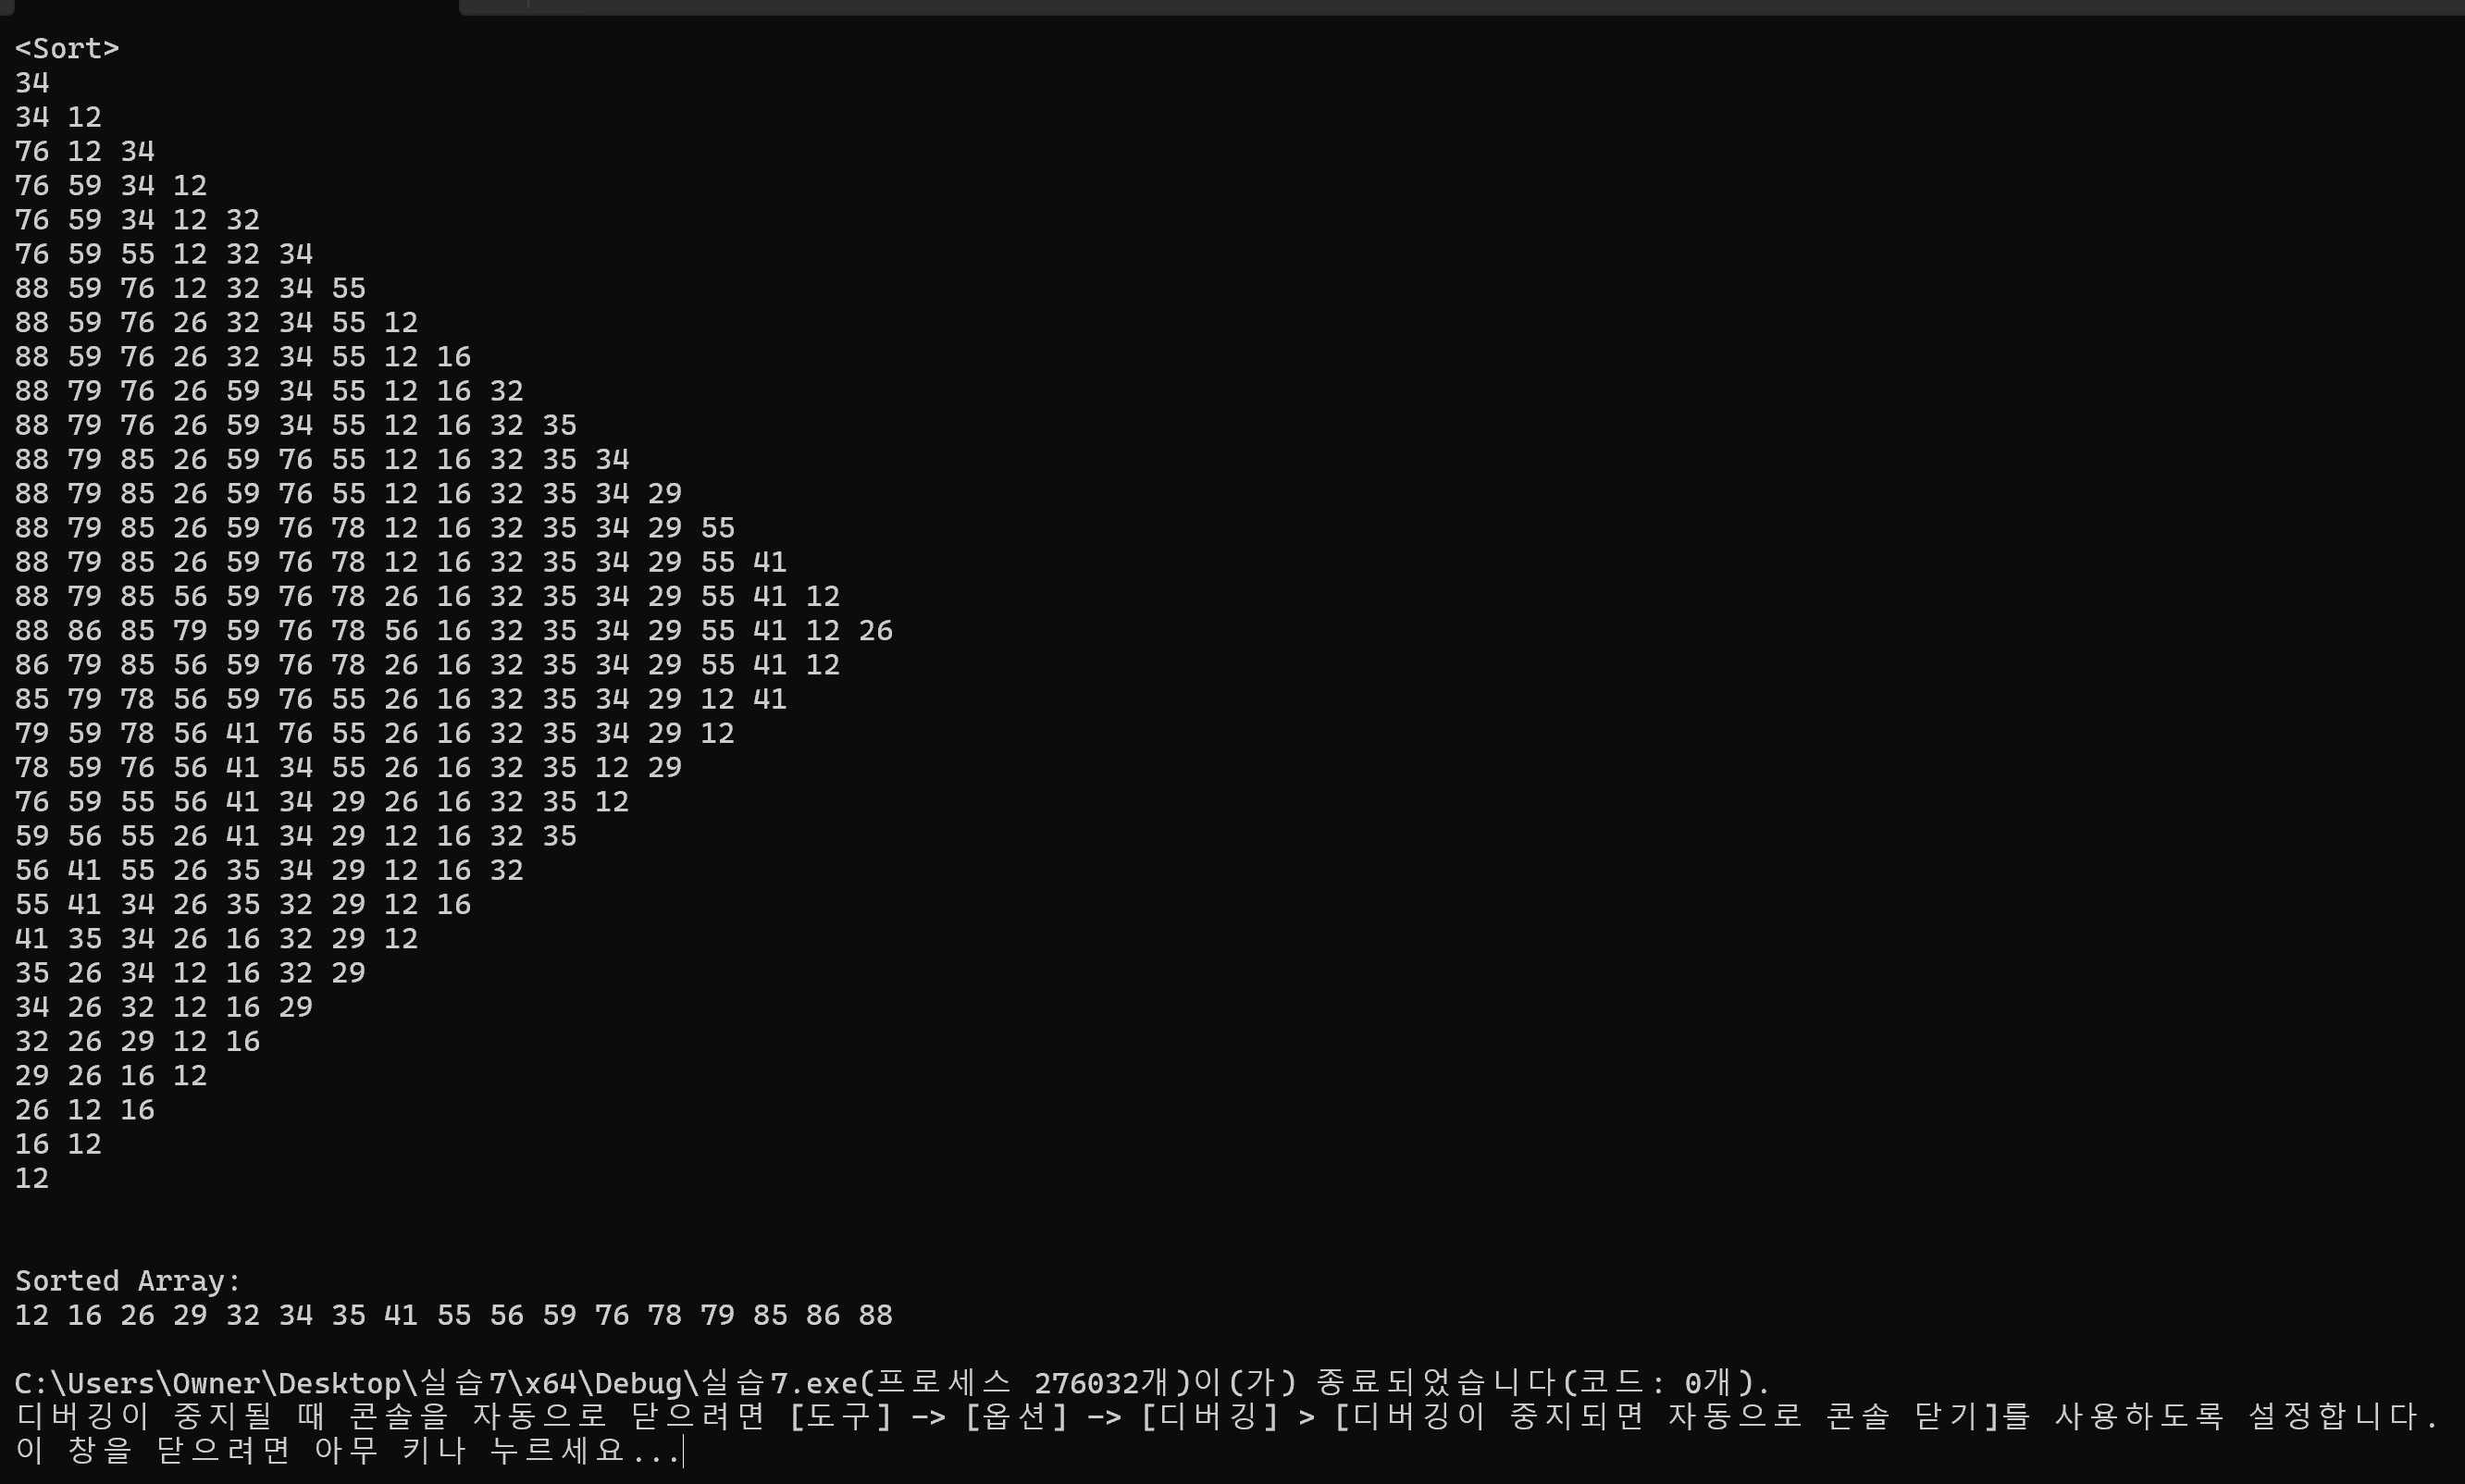 <Sort>
34
34 12
76 12 34
76 59 34 12
76 59 34 12 32
76 59 55 12 32 34
88 59 76 12 32 34 55
88 59 76 26 32 34 55 12
88 59 76 26 32 34 55 12 16
88 79 76 26 59 34 55 12 16 32
88 79 76 26 59 34 55 12 16 32 35
88 79 85 26 59 76 55 12 16 32 35 34
88 79 85 26 59 76 55 12 16 32 35 34 29
88 79 85 26 59 76 78 12 16 32 35 34 29 55
88 79 85 26 59 76 78 12 16 32 35 34 29 55 41
88 79 85 56 59 76 78 26 16 32 35 34 29 55 41 12
88 86 85 79 59 76 78 56 16 32 35 34 29 55 41 12 26
86 79 85 56 59 76 78 26 16 32 35 34 29 55 41 12
85 79 78 56 59 76 55 26 16 32 35 34 29 12 41
79 59 78 56 41 76 55 26 16 32 35 34 29 12
78 59 76 56 41 34 55 26 16 32 35 12 29
76 59 55 56 41 34 29 26 16 32 35 12
59 56 55 26 41 34 29 12 16 32 35
56 41 55 26 35 34 29 12 16 32
55 41 34 26 35 32 29 12 16
41 35 34 26 16 32 29 12
35 26 34 12 16 32 29
34 26 32 12 16 29
32 26 29 12 16
29 26 16 12
26 12 16
16 12
12
Sorted Array:
12 16 26 29 32 34 35 41 55 56 59 76 78 79 85 86 88
C:\Users\Owner\Desktop\실습7\x64\Debug\실습7.exe(프로세스 276032개)이(가) 종료되었습니다(코드: 0개).
디버깅이 중지될 때 콘솔을 자동으로 닫으려면 [도구] -> [옵션] -> [디버깅] > [디버깅이 중지되면 자동으로 콘솔 닫기]를 사용하도록 설정합니다.
이 창을 닫으려면 아무 키나 누르세요...